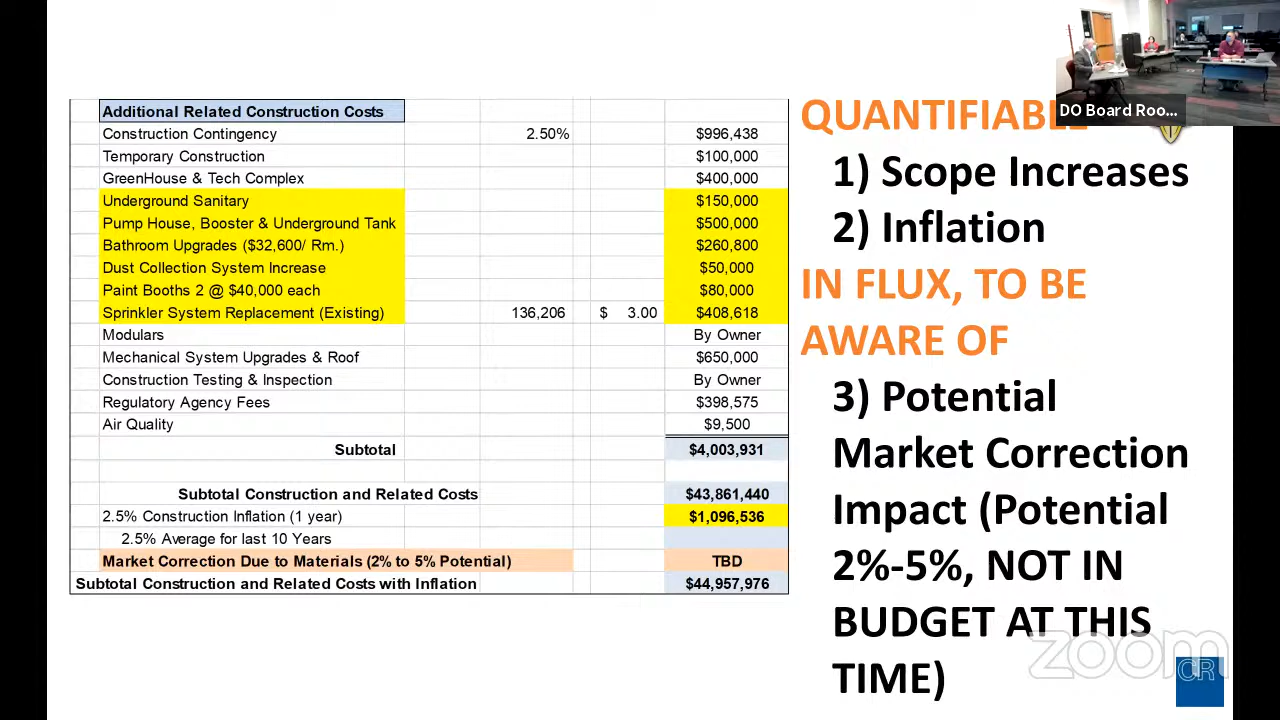 Additional Related Construction Costs
Construction Contingency 2.50% $996,438
Temporary Construction $100,000
GreenHouse & Tech Complex $400,000
Underground Sanitary $150,000
Pump House, Booster & Underground Tank $500,000
Bathroom Upgrades ($32,600/ Rm.) $260,800
Dust Collection System Increase $50,000
Paint Booths 2 @ $40,000 each $80,000
Sprinkler System Replacement (Existing) 136,206 $ 3.00 $408,618
Modulars By Owner
Mechanical System Upgrades & Roof $650,000
Construction Testing & Inspection By Owner
Regulatory Agency Fees $398,575
Air Quality $9,500
Subtotal $4,003,931
Subtotal Construction and Related Costs $43,861,440
2.5% Construction Inflation (1 year) $1,096,536
2.5% Average for last 10 Years
Market Correction Due to Materials (2% to 5% Potential) TBD
Subtotal Construction and Related Costs with Inflation $44,957,976
DO Board Roo...
QUANTIFIABLE
1) Scope Increases
2) Inflation
IN FLUX, TO BE
AWARE OF
3) Potential
Market Correction
Impact (Potential
2%-5%, NOT IN
BUDGET AT THIS
TIME)
zoom
CR